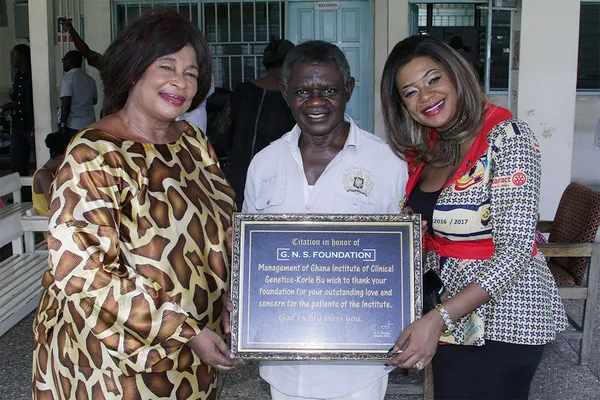 RECORDS
Citation in honor of
G. N. S. FOUNDATION
Management of Ghana Institute of Clinical
Genetics-Korle Bu wish to thank your
foundation for your outstanding love and
concern for the patients of the Institute.
God richly bless you.
2016 / 2017